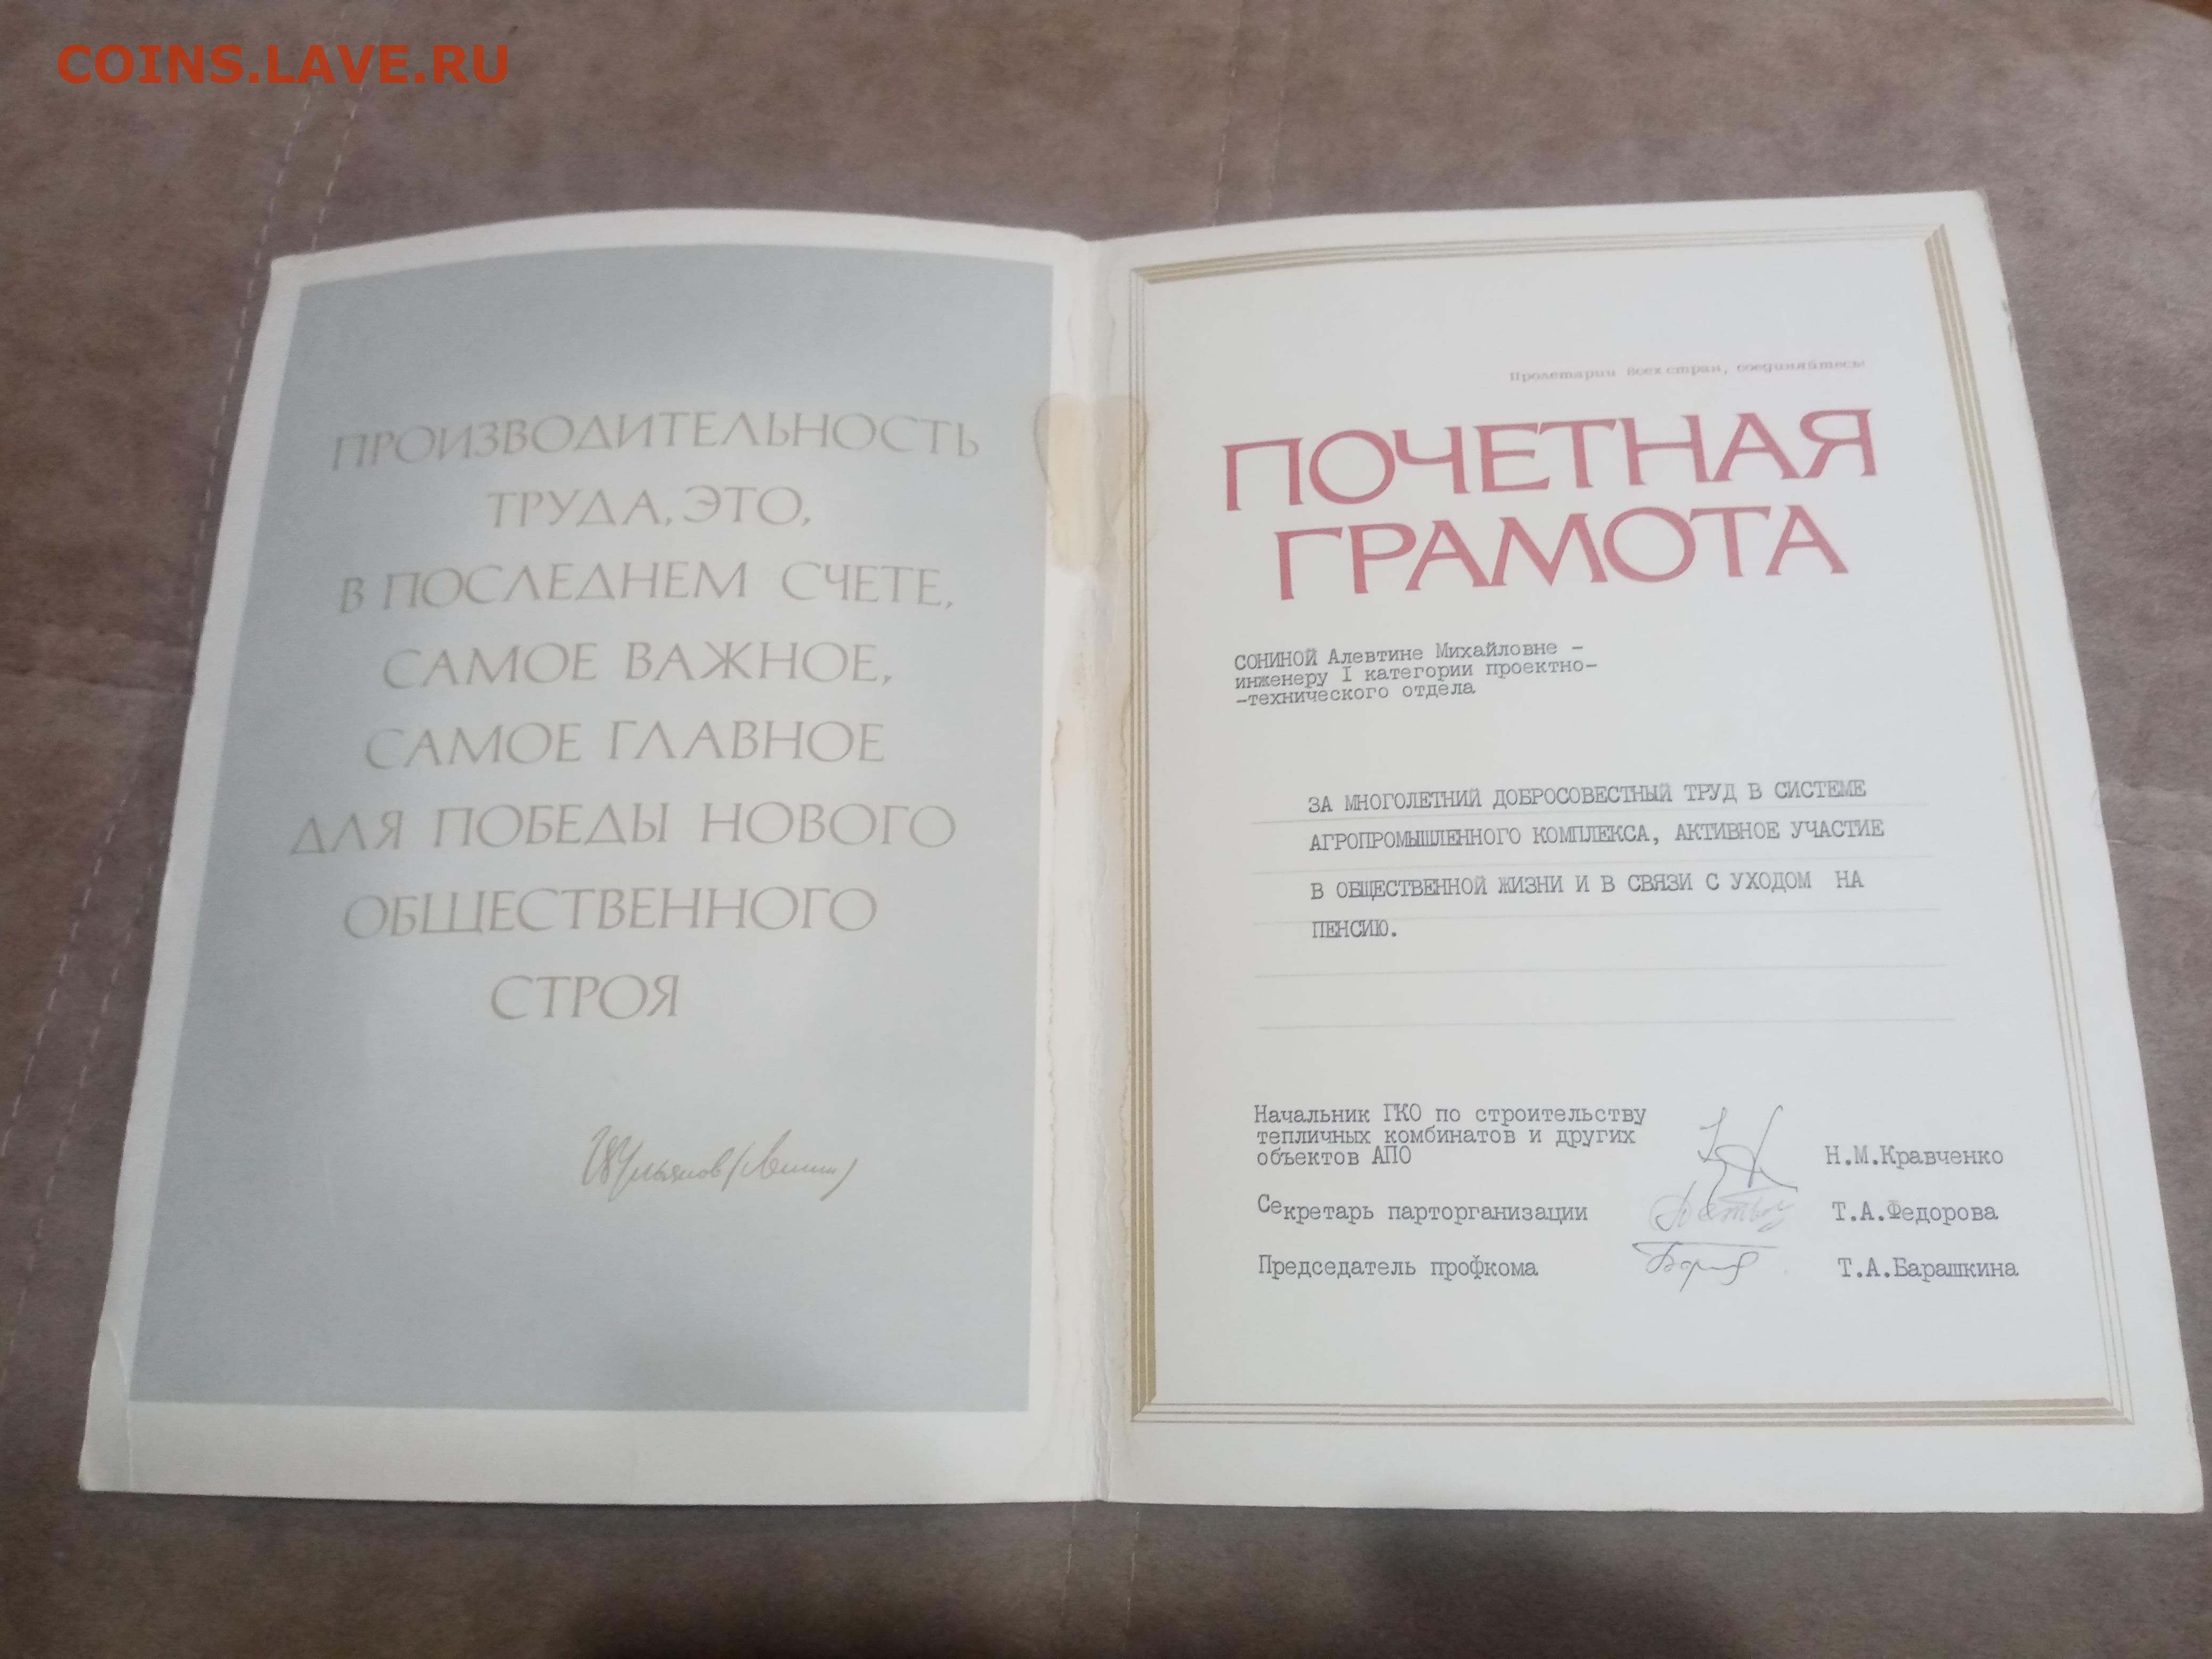 COINS.LAVE.RU
ПРОИЗВОДИТЕЛЬНОСТЬ
ТРУДА, ЭТО,
В ПОСЛЕДНЕМ СЧЕТЕ,
САМОЕ ВАЖНОЕ,
САМОЕ ГЛАВНОЕ
ДЛЯ ПОБЕДЫ НОВОГО
ОБЩЕСТВЕННОГО
СТРОЯ
В Ульянов (Ленин)
Пролетарии всех стран, соединяйтесь!
ПОЧЕТНАЯ
ГРАМОТА
СОНИНОЙ Алевтине Михайловне -
инженеру I категории проектно-
-технического отдела
ЗА МНОГОЛЕТНИЙ ДОБРОСОВЕСТНЫЙ ТРУД В СИСТЕМЕ
АГРОПРОМЫШЛЕННОГО КОМПЛЕКСА, АКТИВНОЕ УЧАСТИЕ
В ОБЩЕСТВЕННОЙ ЖИЗНИ И В СВЯЗИ С УХОДОМ НА
ПЕНСИЮ.
Начальник ГКО по строительству
тепличных комбинатов и других
объектов АПО Н.М.Кравченко
Секретарь парторганизации Т.А.Федорова
Председатель профкома Т.А.Барашкина